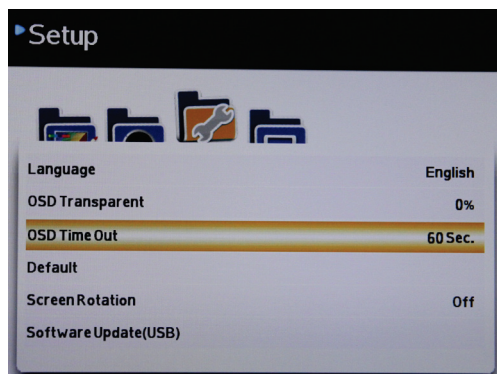 Setup
Language English
OSD Transparent 0%
OSD Time Out 60 Sec.
Default
Screen Rotation Off
Software Update(USB)